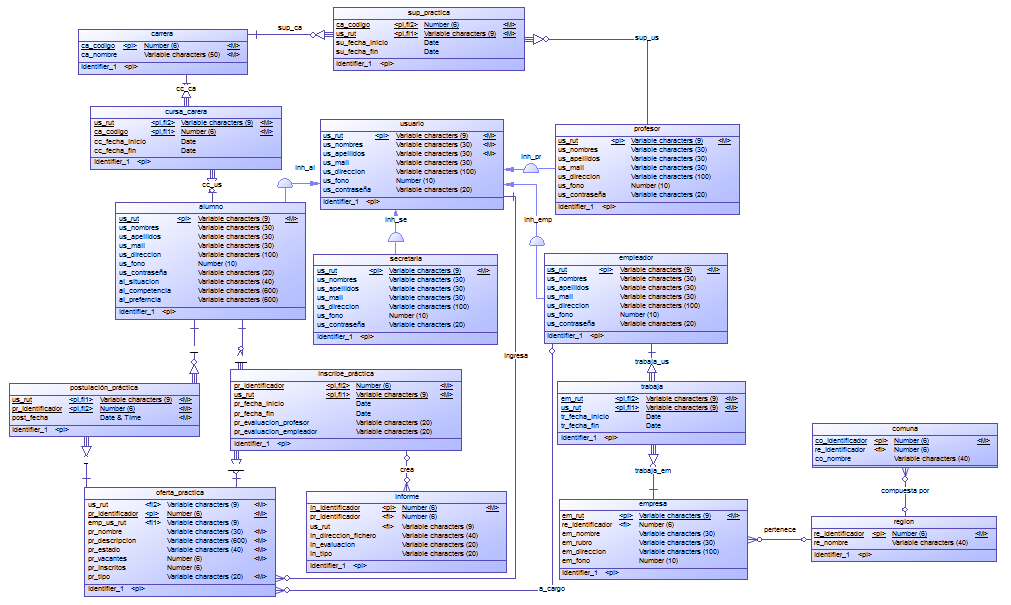 sup_practica
ca_codigo <pi,fi2> Number (6) <M>
us_rut <pi,fi1> Variable characters (9) <M>
su_fecha_inicio Date
su_fecha_fin Date
Identifier_1 <pi>
carrera
ca_codigo <pi> Number (6) <M>
ca_nombre Variable characters (50) <M>
Identifier_1 <pi>
sup_ca
sup_us
cc_ca
cursa_carera
us_rut <pi,fi2> Variable characters (9) <M>
ca_codigo <pi,fi1> Number (6) <M>
cc_fecha_inicio Date
cc_fecha_fin Date
Identifier_1 <pi>
usuario
us_rut <pi> Variable characters (9) <M>
us_nombres Variable characters (30) <M>
us_apellidos Variable characters (30) <M>
us_mail Variable characters (30)
us_direccion Variable characters (100)
us_fono Number (10)
us_contraseña Variable characters (20)
Identifier_1 <pi>
profesor
us_rut <pi> Variable characters (9) <M>
us_nombres Variable characters (30)
us_apellidos Variable characters (30)
us_mail Variable characters (30)
us_direccion Variable characters (100)
us_fono Number (10)
us_contraseña Variable characters (20)
Identifier_1 <pi>
Inh_al
Inh_pr
Inh_se
Inh_emp
cc_us
alumno
us_rut <pi> Variable characters (9) <M>
us_nombres Variable characters (30)
us_apellidos Variable characters (30)
us_mail Variable characters (30)
us_direccion Variable characters (100)
us_fono Number (10)
us_contraseña Variable characters (20)
al_situacion Variable characters (40)
al_competencia Variable characters (600)
al_preferncia Variable characters (600)
Identifier_1 <pi>
secretaria
us_rut <pi> Variable characters (9) <M>
us_nombres Variable characters (30)
us_apellidos Variable characters (30)
us_mail Variable characters (30)
us_direccion Variable characters (100)
us_fono Number (10)
us_contraseña Variable characters (20)
Identifier_1 <pi>
empleador
us_rut <pi> Variable characters (9) <M>
us_nombres Variable characters (30)
us_apellidos Variable characters (30)
us_mail Variable characters (30)
us_direccion Variable characters (100)
us_fono Number (10)
us_contraseña Variable characters (20)
Identifier_1 <pi>
ingresa
trabaja_us
postulación_práctica
us_rut <pi,fi1> Variable characters (9) <M>
pr_identificador <pi,fi2> Number (6) <M>
post_fecha Date & Time <M>
Identifier_1 <pi>
inscribe_práctica
pr_identificador <pi,fi2> Number (6) <M>
us_rut <pi,fi1> Variable characters (9) <M>
pr_fecha_inicio Date
pr_fecha_fin Date
pr_evaluacion_profesor Variable characters (20)
pr_evaluacion_empleador Variable characters (20)
Identifier_1 <pi>
trabaja
em_rut <pi,fi2> Variable characters (9) <M>
us_rut <pi,fi1> Variable characters (9) <M>
tr_fecha_inicio Date
tr_fecha_fin Date
Identifier_1 <pi>
comuna
co_identificador <pi> Number (6) <M>
re_identificador <fi> Number (6)
co_nombre Variable characters (40)
crea
trabaja_em
compuesta por
oferta_practica
us_rut <fi2> Variable characters (9) <M>
pr_identificador <pi> Number (6) <M>
emp_us_rut <fi1> Variable characters (9)
pr_nombre Variable characters (30) <M>
pr_descripcion Variable characters (600) <M>
pr_estado Variable characters (40) <M>
pr_vacantes Number (6)
pr_inscritos Number (6)
pr_tipo Variable characters (20) <M>
Identifier_1 <pi>
informe
in_identificador <pi> Number (6) <M>
pr_identificador <fi> Number (6)
us_rut <fi> Variable characters (9)
in_direccion_fichero Variable characters (40)
in_evaluacion Variable characters (20)
in_tipo Variable characters (20)
Identifier_1 <pi>
empresa
em_rut <pi> Variable characters (9) <M>
re_identificador <fi> Number (6)
em_nombre Variable characters (30)
em_rubro Variable characters (30)
em_direccion Variable characters (100)
em_fono Number (10)
Identifier_1 <pi>
pertenece
region
re_identificador <pi> Number (6) <M>
re_nombre Variable characters (40)
Identifier_1 <pi>
a_cargo